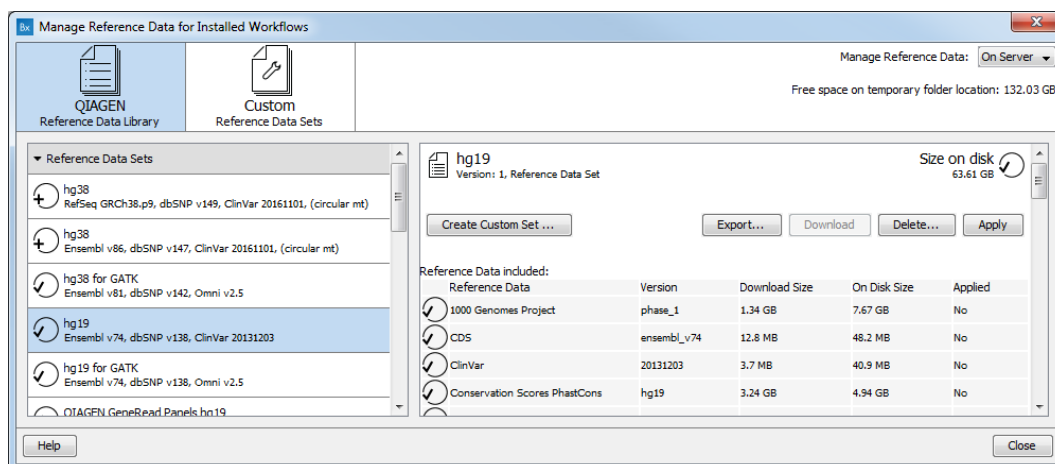 Bx Manage Reference Data for Installed Workflows
X
QIAGEN
Reference Data Library
Custom
Reference Data Sets
Manage Reference Data: On Server
Free space on temporary folder location: 132.03 GB
Reference Data Sets
hg38
RefSeq GRCh38.p9, dbSNP v149, ClinVar 20161101, (circular mt)
hg38
Ensembl v86, dbSNP v147, ClinVar 20161101, (circular mt)
hg38 for GATK
Ensembl v81, dbSNP v142, Omni v2.5
hg19
Ensembl v74, dbSNP v138, ClinVar 20131203
hg19 for GATK
Ensembl v74, dbSNP v138, Omni v2.5
QIAGEN GeneRead Panels hg19
hg19
Version: 1, Reference Data Set
Size on disk
63.61 GB
Create Custom Set ... Export... Download Delete... Apply
Reference Data included:
Reference Data Version Download Size On Disk Size Applied
1000 Genomes Project phase_1 1.34 GB 7.67 GB No
CDS ensembl_v74 12.8 MB 48.2 MB No
ClinVar 20131203 3.7 MB 40.9 MB No
Conservation Scores PhastCons hg19 3.24 GB 4.94 GB No
Help Close